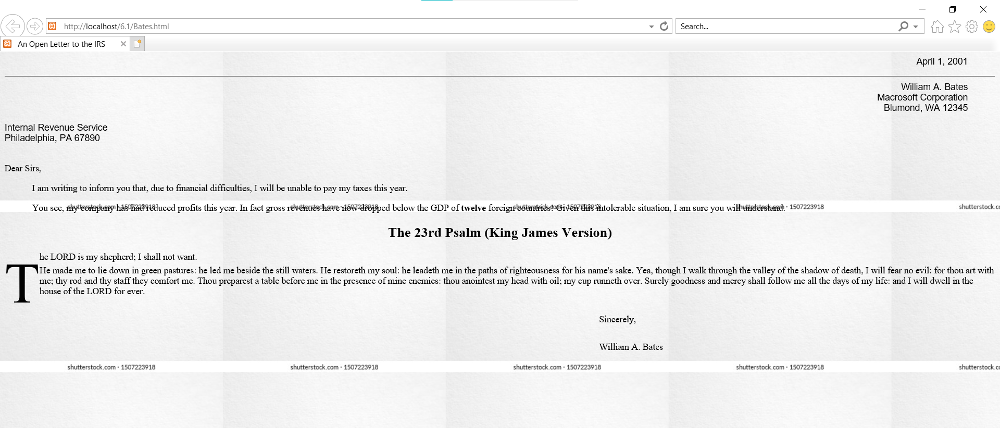 http://localhost/6.1/Bates.html
Search...
An Open Letter to the IRS
April 1, 2001
William A. Bates
Macrosoft Corporation
Blumond, WA 12345
Internal Revenue Service
Philadelphia, PA 67890
Dear Sirs,
I am writing to inform you that, due to financial difficulties, I will be unable to pay my taxes this year.
You see, my company has had reduced profits this year. In fact gross revenues have now dropped below the GDP of twelve foreign countries! Given this intolerable situation, I am sure you will understand.
shutterstock.com · 1507223918 shutterstock.com · 1507223918 shutterstock.com · 1507223918 shutterstock.com · 1507223918 shutterstock.c
The 23rd Psalm (King James Version)
The LORD is my shepherd; I shall not want.
He made me to lie down in green pastures: he led me beside the still waters. He restoreth my soul: he leadeth me in the paths of righteousness for his name's sake. Yea, though I walk through the valley of the shadow of death, I will fear no evil: for thou art with
me; thy rod and thy staff they comfort me. Thou preparest a table before me in the presence of mine enemies: thou anointest my head with oil; my cup runneth over. Surely goodness and mercy shall follow me all the days of my life: and I will dwell in the
house of the LORD for ever.
Sincerely,
William A. Bates
shutterstock.com · 1507223918 shutterstock.com · 1507223918 shutterstock.com · 1507223918 shutterstock.com · 1507223918 shutterstock.c